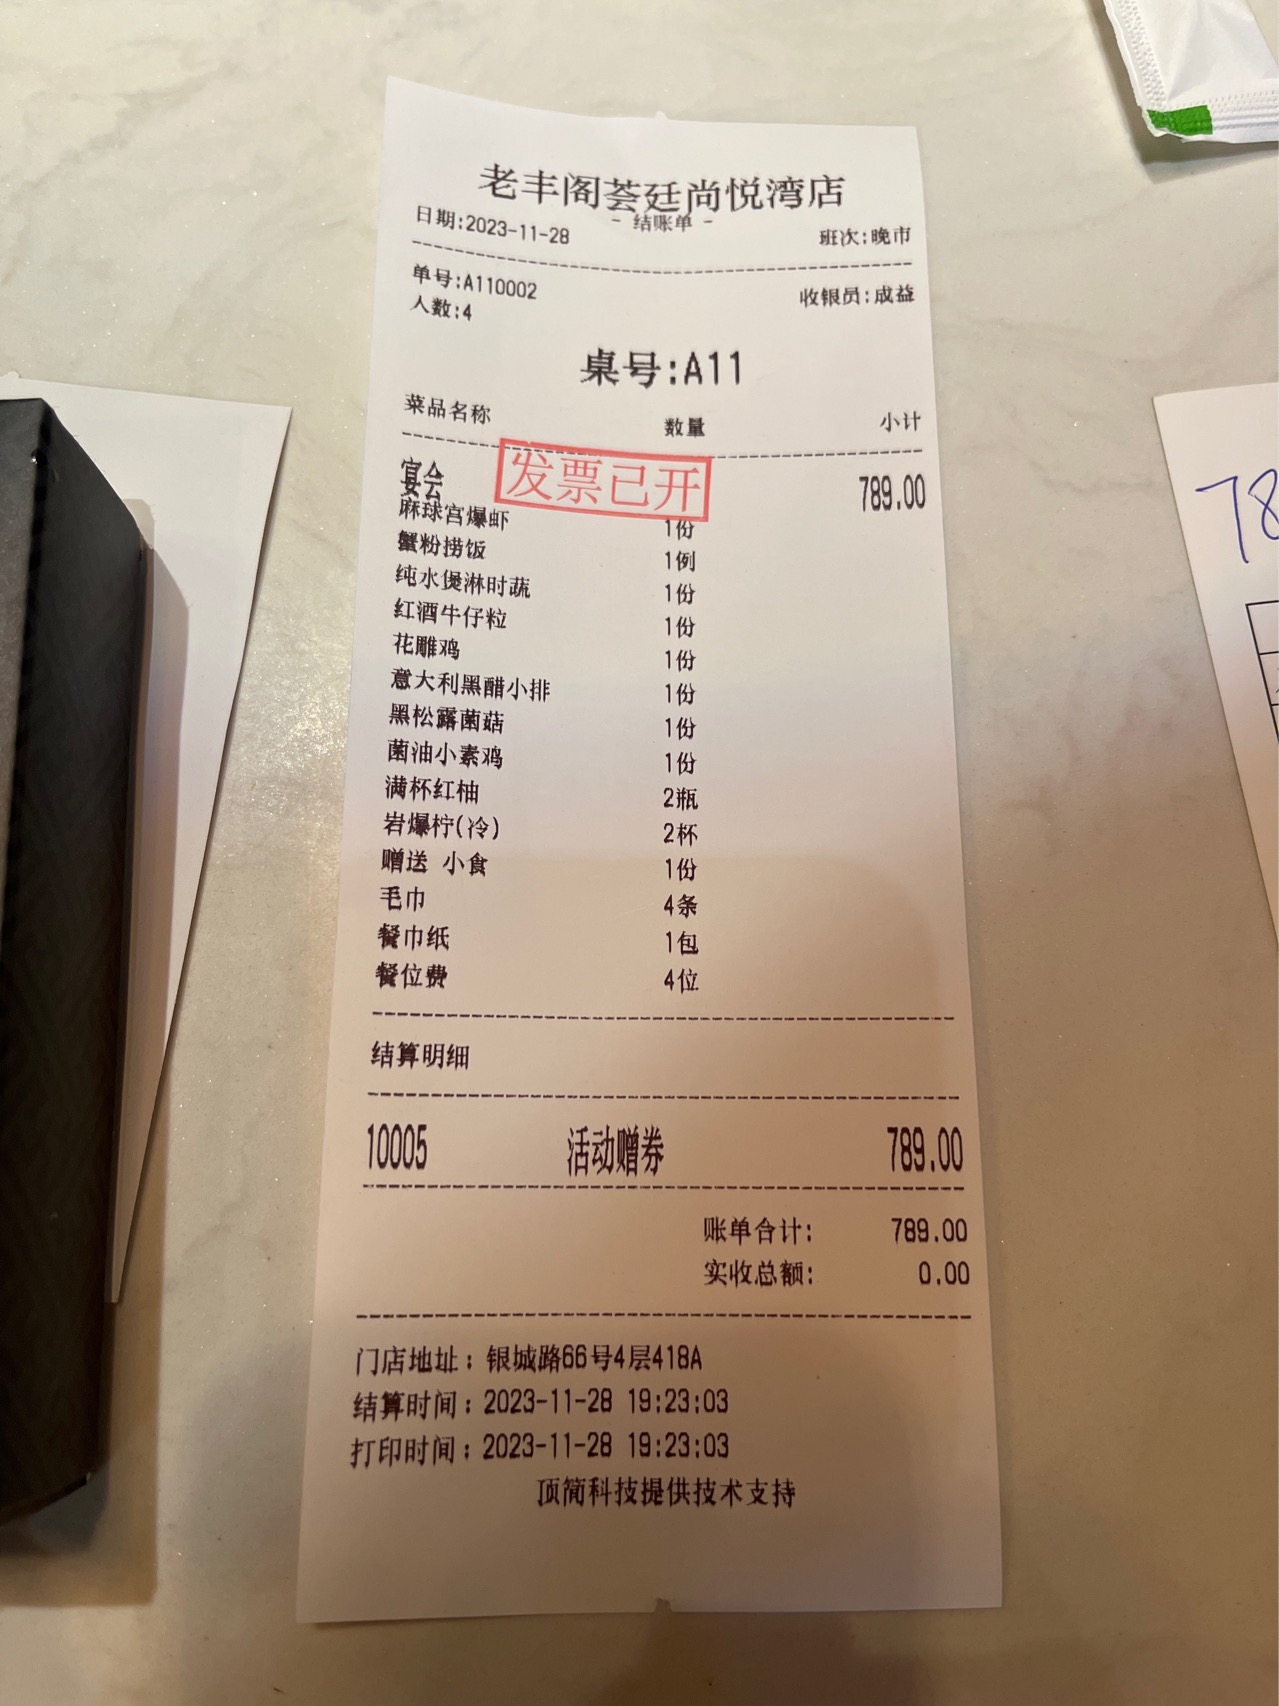 老丰阁荟廷尚悦湾店
- 结账单 -
日期:2023-11-28 班次:晚市
单号:A110002 收银员:成益
人数:4
桌号:A11
菜品名称 数量 小计
宴会 发票已开 789.00
麻球宫爆虾 1份
蟹粉捞饭 1例
纯水煲淋时蔬 1份
红酒牛仔粒 1份
花雕鸡 1份
意大利黑醋小排 1份
黑松露菌菇 1份
菌油小素鸡 1份
满杯红柚 2瓶
岩爆柠(冷) 2杯
赠送 小食 1份
毛巾 4条
餐巾纸 1包
餐位费 4位
结算明细
10005 活动赠券 789.00
账单合计: 789.00
实收总额: 0.00
门店地址：银城路66号4层418A
结算时间：2023-11-28 19:23:03
打印时间：2023-11-28 19:23:03
顶简科技提供技术支持
78